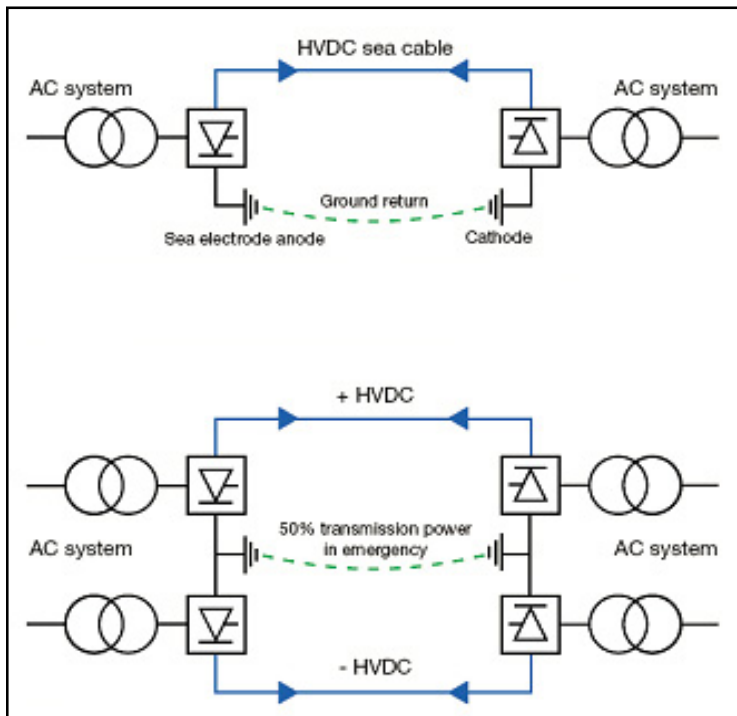 HVDC sea cable
AC system
AC system
Ground return
Sea electrode anode
Cathode
+ HVDC
50% transmission power
in emergency
AC system
AC system
- HVDC